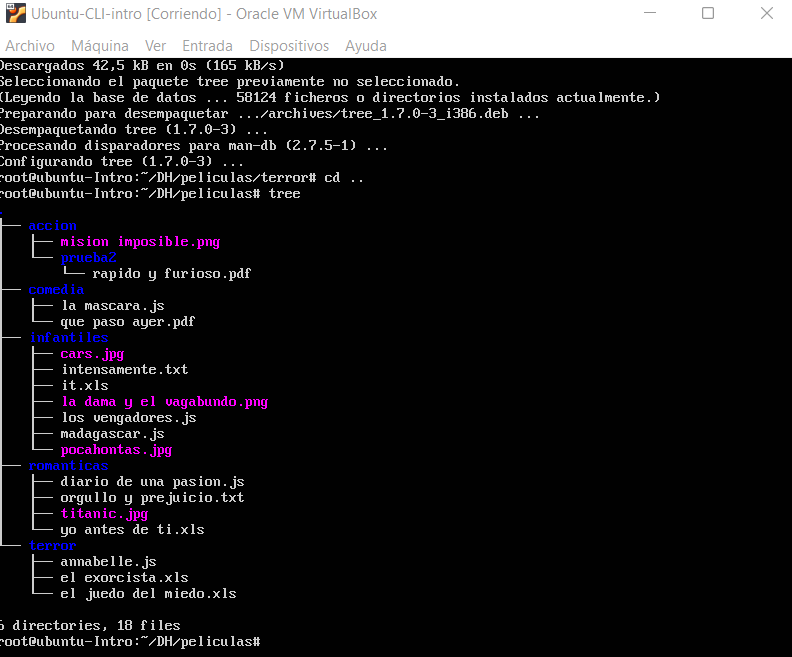 Ubuntu-CLI-intro [Corriendo] - Oracle VM VirtualBox
Archivo Máquina Ver Entrada Dispositivos Ayuda
Descargados 42,5 kB en 0s (165 kB/s)
Seleccionando el paquete tree previamente no seleccionado.
(Leyendo la base de datos ... 58124 ficheros o directorios instalados actualmente.)
Preparando para desempaquetar .../archives/tree_1.7.0-3_i386.deb ...
Desempaquetando tree (1.7.0-3) ...
Procesando disparadores para man-db (2.7.5-1) ...
Configurando tree (1.7.0-3) ...
root@ubuntu-Intro:~/DH/peliculas/terror# cd ..
root@ubuntu-Intro:~/DH/peliculas# tree
.
├── accion
│   ├── mision imposible.png
│   └── prueba2
│       └── rapido y furioso.pdf
├── comedia
│   ├── la mascara.js
│   └── que paso ayer.pdf
├── infantiles
│   ├── cars.jpg
│   ├── intensamente.txt
│   ├── it.xls
│   ├── la dama y el vagabundo.png
│   ├── los vengadores.js
│   ├── madagascar.js
│   └── pocahontas.jpg
├── romanticas
│   ├── diario de una pasion.js
│   ├── orgullo y prejuicio.txt
│   ├── titanic.jpg
│   └── yo antes de ti.xls
└── terror
    ├── annabelle.js
    ├── el exorcista.xls
    └── el juedo del miedo.xls
6 directories, 18 files
root@ubuntu-Intro:~/DH/peliculas#